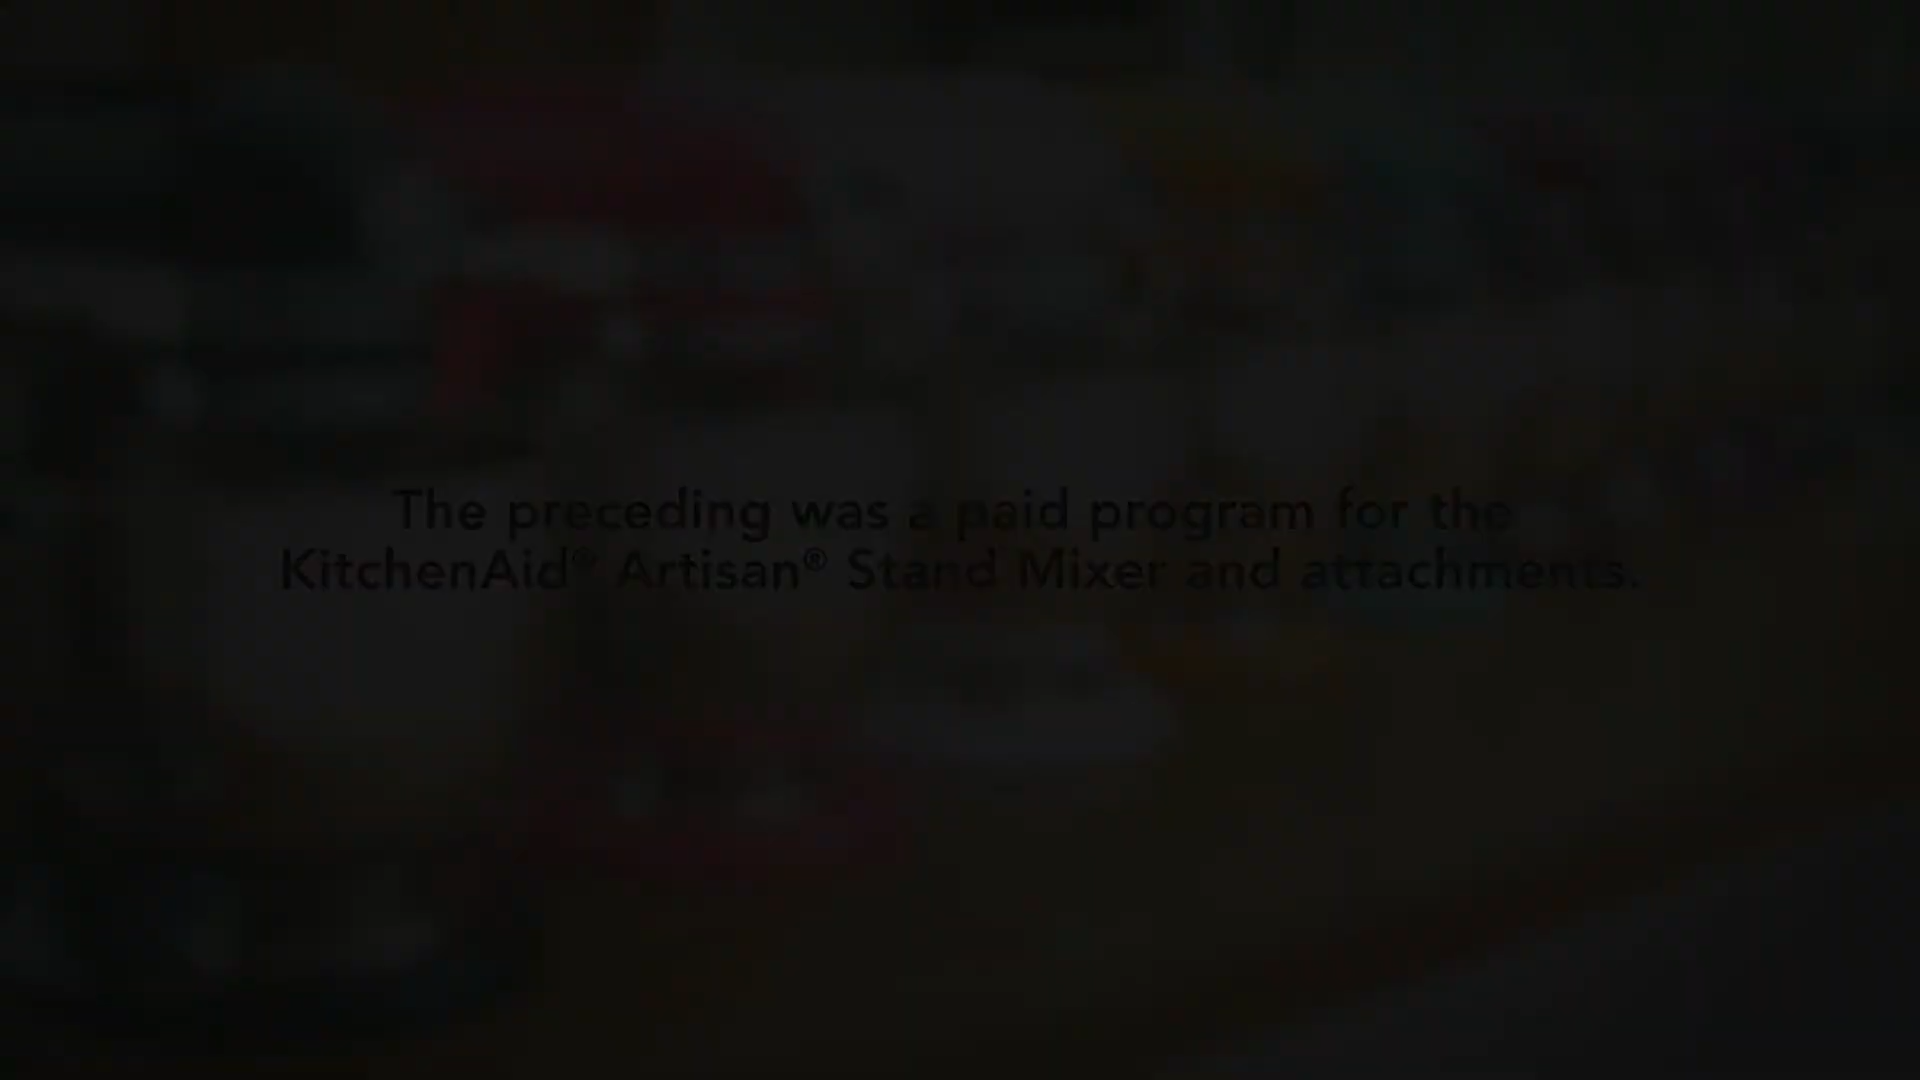 The preceding was a paid program for the
KitchenAid® Artisan® Stand Mixer and attachments.